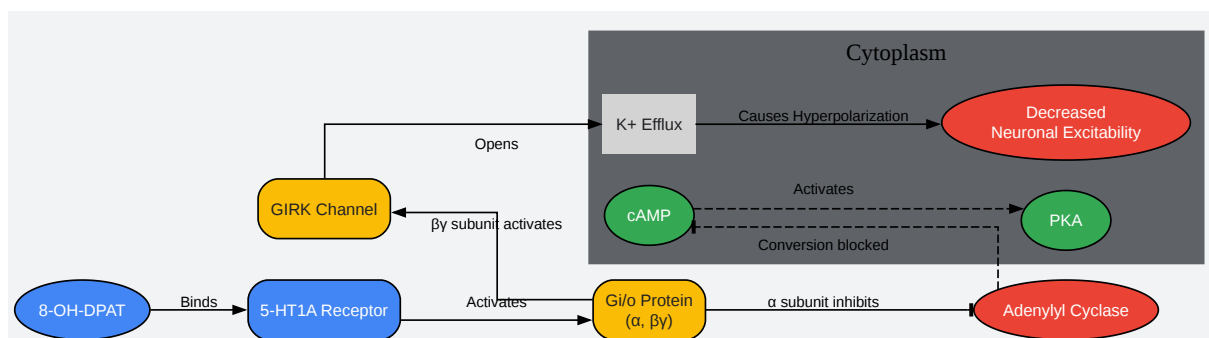 Cytoplasm
K+ Efflux
Causes Hyperpolarization
Decreased
Neuronal Excitability
Opens
GIRK Channel
βγ subunit activates
cAMP
Activates
PKA
Conversion blocked
8-OH-DPAT
Binds
5-HT1A Receptor
Activates
Gi/o Protein
(α, βγ)
α subunit inhibits
Adenylyl Cyclase